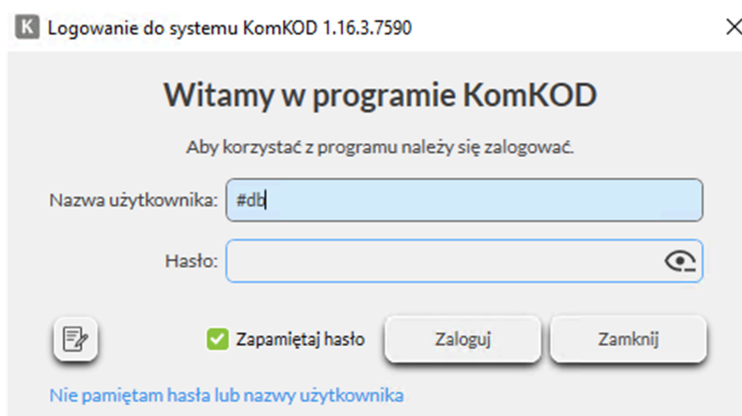 K Logowanie do systemu KomKOD 1.16.3.7590
Witamy w programie KomKOD
Aby korzystać z programu należy się zalogować.
Nazwa użytkownika: #db
Hasło:
Zapamiętaj hasło Zaloguj Zamknij
Nie pamiętam hasła lub nazwy użytkownika